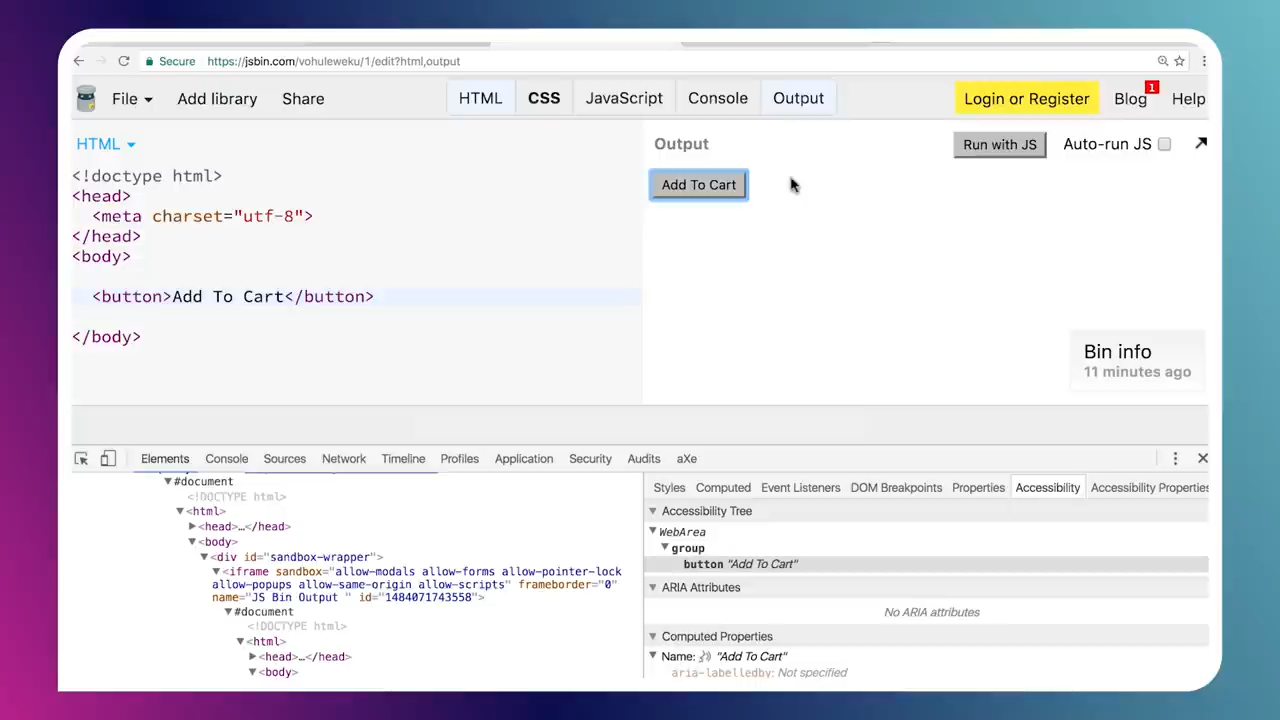 Secure https://jsbin.com/vohuleweku/1/edit?html,output
File Add library Share HTML CSS JavaScript Console Output Login or Register Blog 1 Help
HTML
<!doctype html>
<head>
<meta charset="utf-8">
</head>
<body>
<button>Add To Cart</button>
</body>
Output Run with JS Auto-run JS
Add To Cart
Bin info
11 minutes ago
Elements Console Sources Network Timeline Profiles Application Security Audits aXe
#document
<!DOCTYPE html>
<html>
<head>…</head>
<body>
<div id="sandbox-wrapper">
<iframe sandbox="allow-modals allow-forms allow-pointer-lock
allow-popups allow-same-origin allow-scripts" frameborder="0"
name="JS Bin Output " id="1484071743558">
#document
<!DOCTYPE html>
<html>
<head>…</head>
<body>
Styles Computed Event Listeners DOM Breakpoints Properties Accessibility Accessibility Properties
Accessibility Tree
WebArea
group
button "Add To Cart"
ARIA Attributes
No ARIA attributes
Computed Properties
Name: "Add To Cart"
aria-labelledby: Not specified